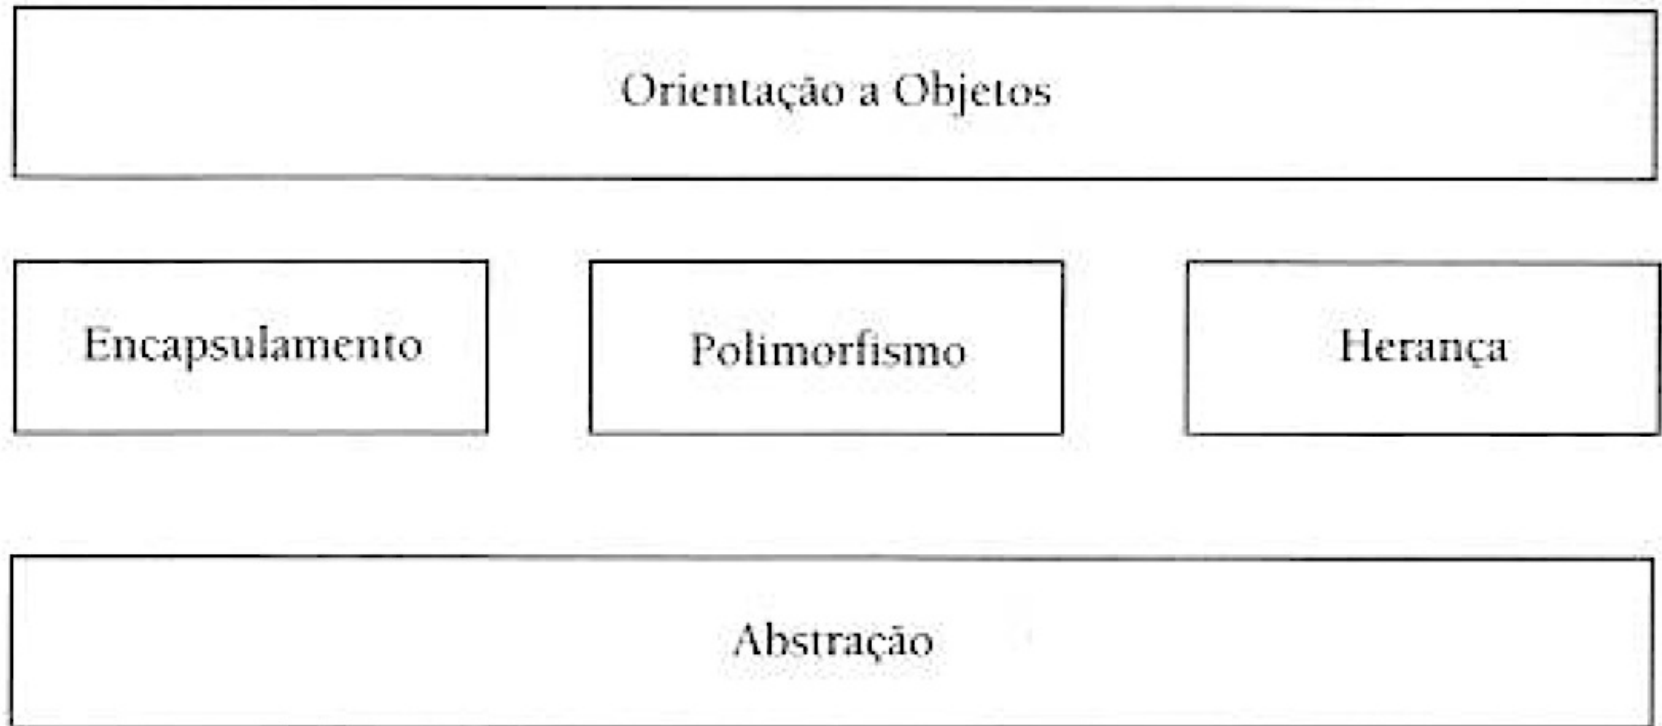 Orientação a Objetos
Encapsulamento
Polimorfismo
Herança
Abstração